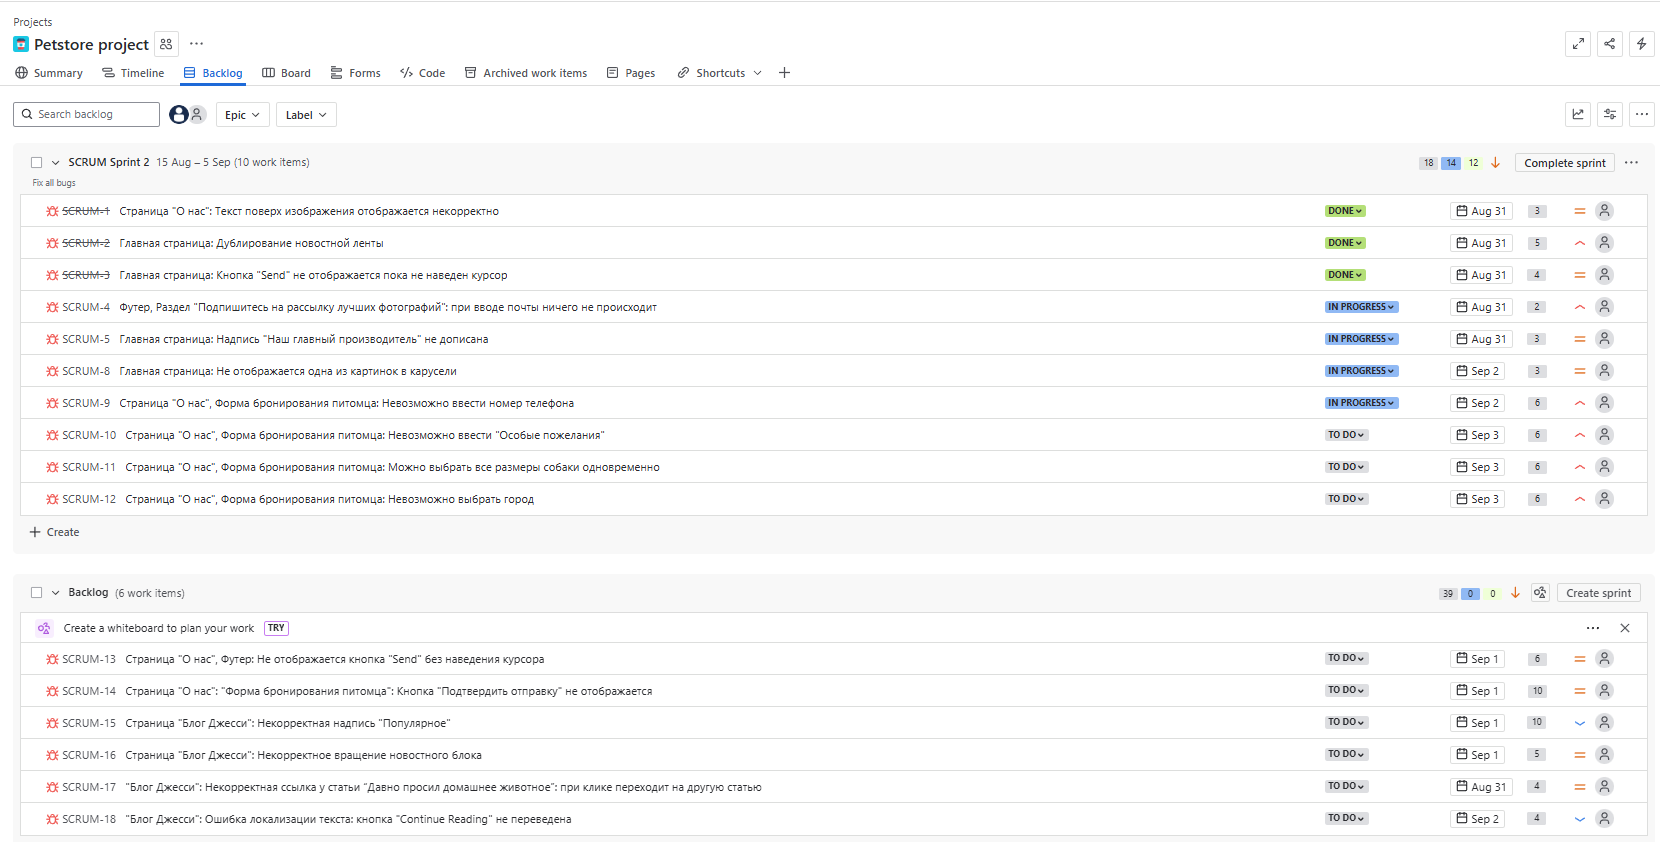 Projects
Petstore project
Summary Timeline Backlog Board Forms Code Archived work items Pages Shortcuts
Search backlog Epic Label
SCRUM Sprint 2 15 Aug – 5 Sep (10 work items) 18 14 12 Complete sprint
Fix all bugs
SCRUM-1 Страница "О нас": Текст поверх изображения отображается некорректно DONE Aug 31 3
SCRUM-2 Главная страница: Дублирование новостной ленты DONE Aug 31 5
SCRUM-3 Главная страница: Кнопка "Send" не отображается пока не наведен курсор DONE Aug 31 4
SCRUM-4 Футер, Раздел "Подпишитесь на рассылку лучших фотографий": при вводе почты ничего не происходит IN PROGRESS Aug 31 2
SCRUM-5 Главная страница: Надпись "Наш главный производитель" не дописана IN PROGRESS Aug 31 3
SCRUM-8 Главная страница: Не отображается одна из картинок в карусели IN PROGRESS Sep 2 3
SCRUM-9 Страница "О нас", Форма бронирования питомца: Невозможно ввести номер телефона IN PROGRESS Sep 2 6
SCRUM-10 Страница "О нас", Форма бронирования питомца: Невозможно ввести "Особые пожелания" TO DO Sep 3 6
SCRUM-11 Страница "О нас", Форма бронирования питомца: Можно выбрать все размеры собаки одновременно TO DO Sep 3 6
SCRUM-12 Страница "О нас", Форма бронирования питомца: Невозможно выбрать город TO DO Sep 3 6
Create
Backlog (6 work items) 39 0 0 Create sprint
Create a whiteboard to plan your work TRY
SCRUM-13 Страница "О нас", Футер: Не отображается кнопка "Send" без наведения курсора TO DO Sep 1 6
SCRUM-14 Страница "О нас": "Форма бронирования питомца": Кнопка "Подтвердить отправку" не отображается TO DO Sep 1 10
SCRUM-15 Страница "Блог Джесси": Некорректная надпись "Популярное" TO DO Sep 1 10
SCRUM-16 Страница "Блог Джесси": Некорректное вращение новостного блока TO DO Sep 1 5
SCRUM-17 "Блог Джесси": Некорректная ссылка у статьи "Давно просил домашнее животное": при клике переходит на другую статью TO DO Aug 31 4
SCRUM-18 "Блог Джесси": Ошибка локализации текста: кнопка "Continue Reading" не переведена TO DO Sep 2 4